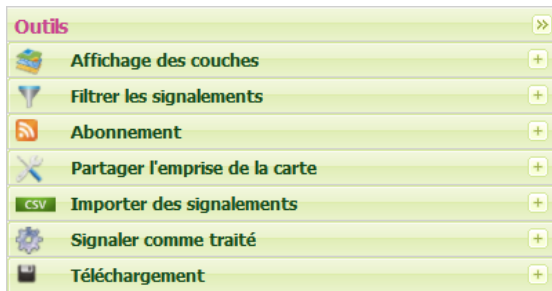 Outils
Affichage des couches
Filtrer les signalements
Abonnement
Partager l'emprise de la carte
CSV Importer des signalements
Signaler comme traité
Téléchargement